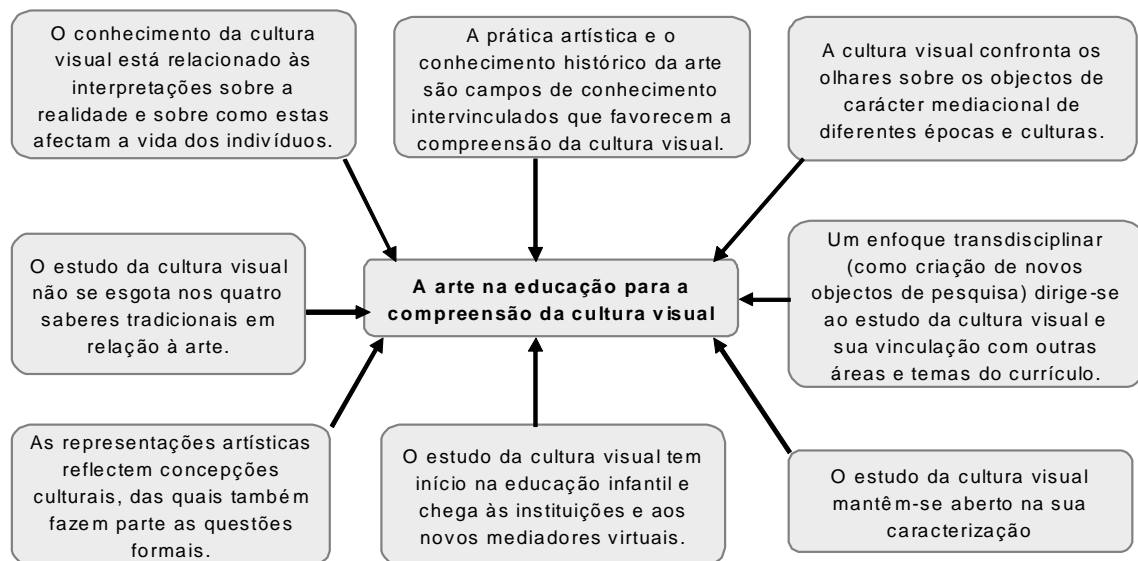 O conhecimento da cultura
visual está relacionado às
interpretações sobre a
realidade e sobre como estas
afectam a vida dos indivíduos.
A prática artística e o
conhecimento histórico da arte
são campos de conhecimento
intervinculados que favorecem a
compreensão da cultura visual.
A cultura visual confronta os
olhares sobre os objectos de
carácter mediacional de
diferentes épocas e culturas.
O estudo da cultura visual
não se esgota nos quatro
saberes tradicionais em
relação à arte.
A arte na educação para a
compreensão da cultura visual
Um enfoque transdisciplinar
(como criação de novos
objectos de pesquisa) dirige-se
ao estudo da cultura visual e
sua vinculação com outras
áreas e temas do currículo.
As representações artísticas
reflectem concepções
culturais, das quais também
fazem parte as questões
formais.
O estudo da cultura visual tem
início na educação infantil e
chega às instituições e aos
novos mediadores virtuais.
O estudo da cultura visual
mantêm-se aberto na sua
caracterização